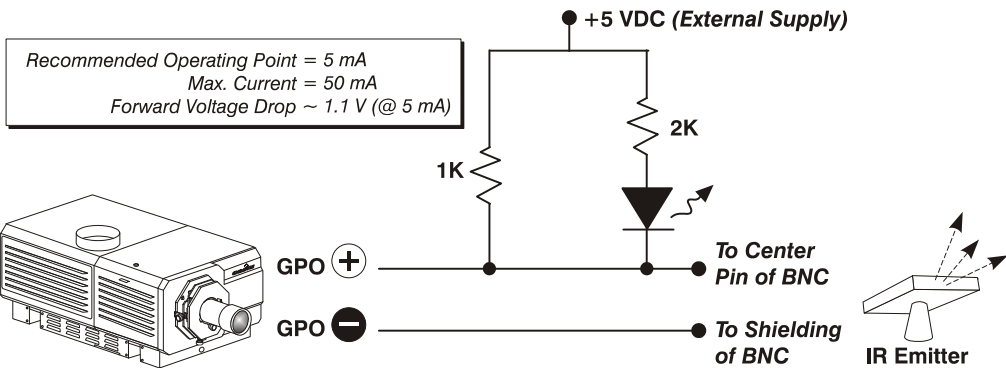 +5 VDC (External Supply)
Recommended Operating Point = 5 mA
Max. Current = 50 mA
Forward Voltage Drop ~ 1.1 V (@ 5 mA)
2K
1K
GPO +
To Center
Pin of BNC
GPO −
To Shielding
of BNC
IR Emitter